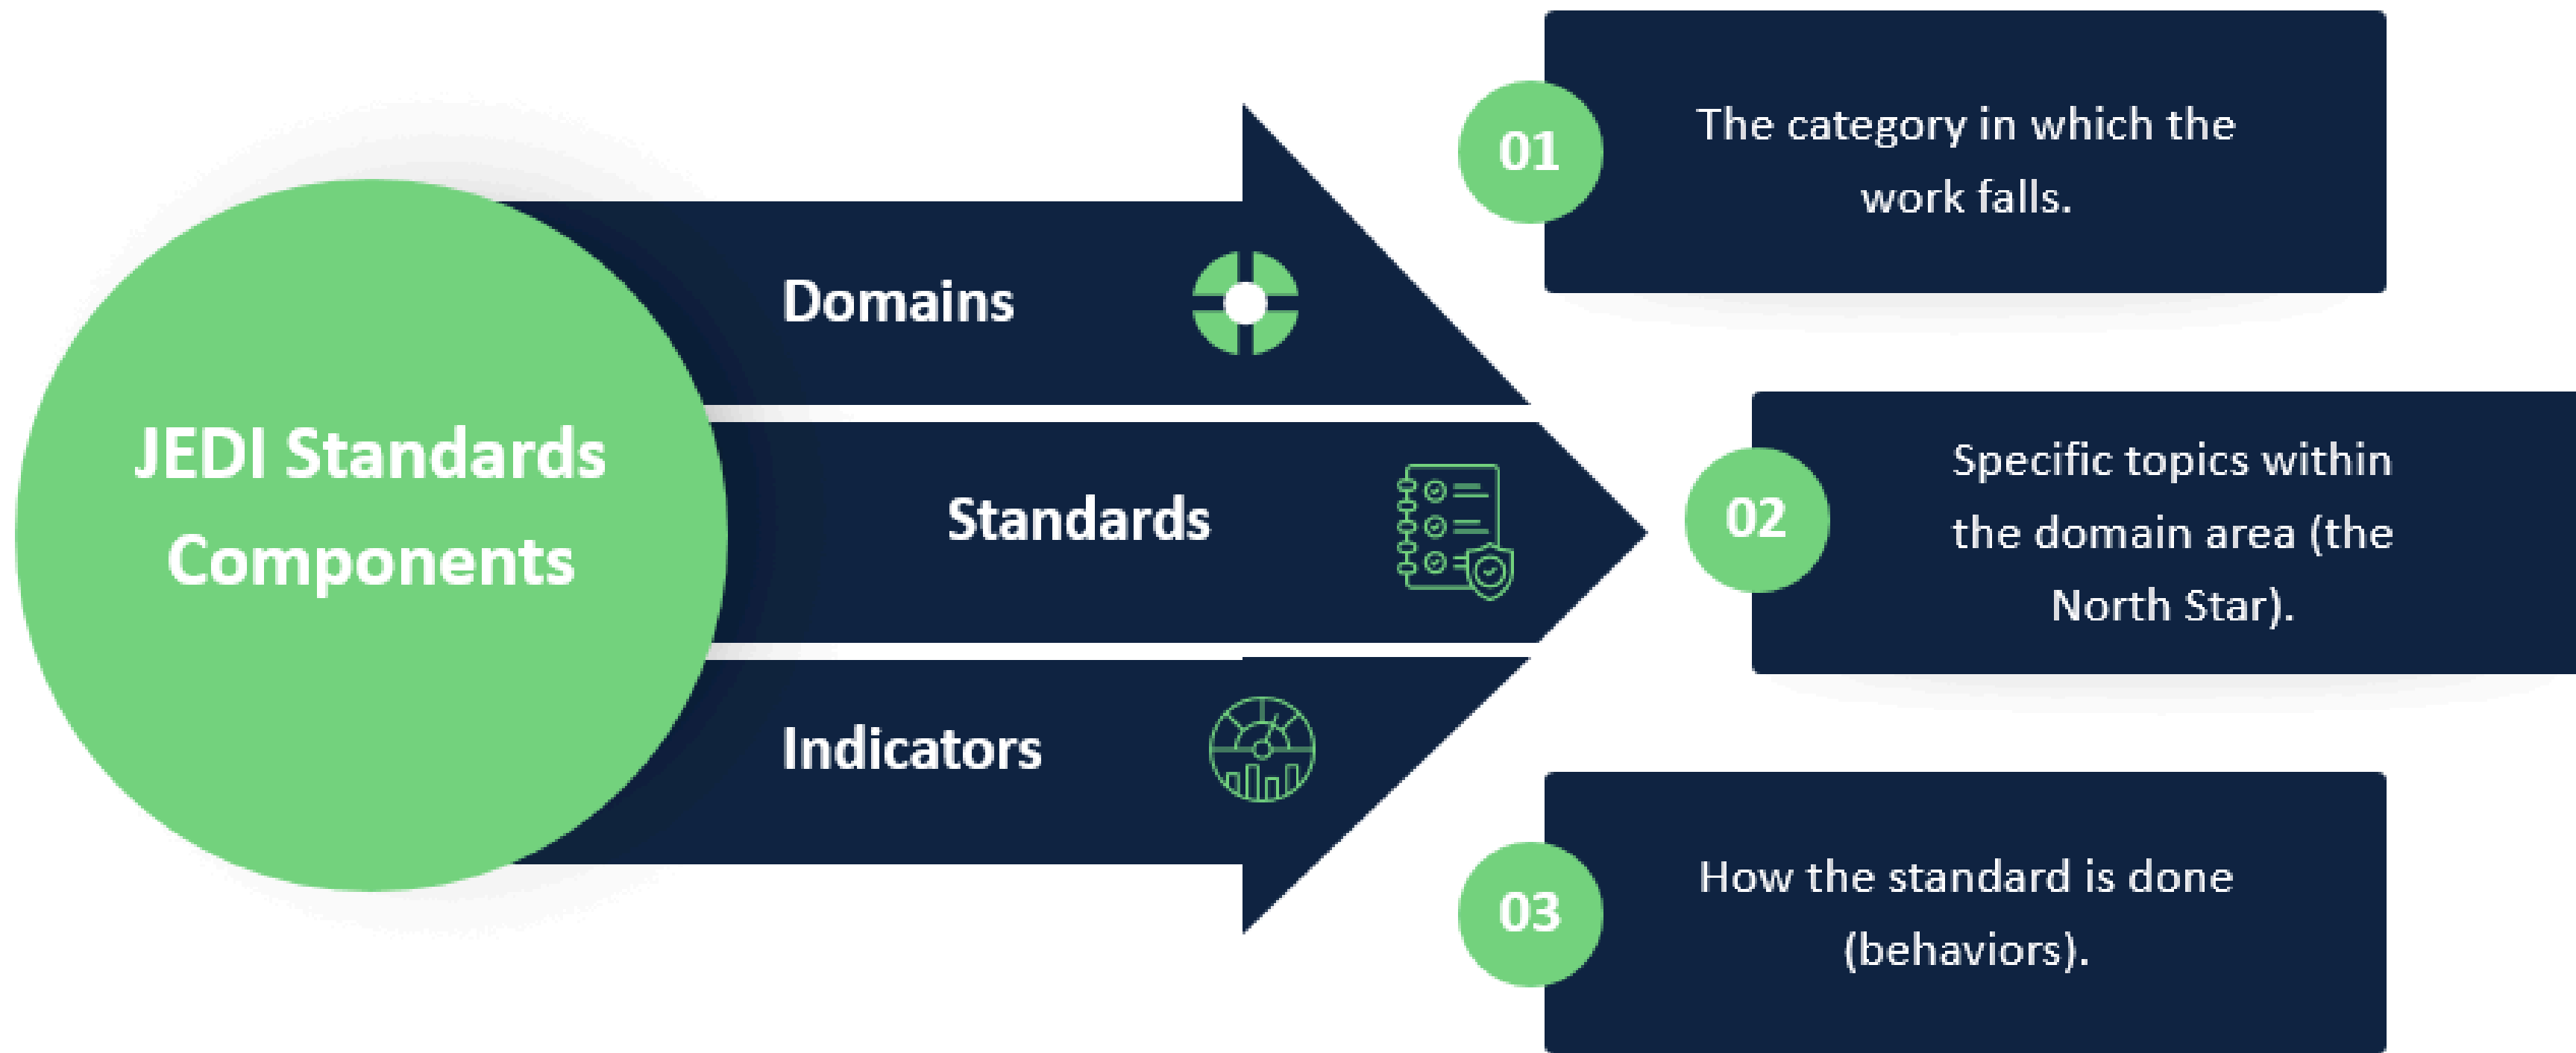 JEDI Standards
Components
Domains
Standards
Indicators
01
The category in which the
work falls.
02
Specific topics within
the domain area (the
North Star).
03
How the standard is done
(behaviors).